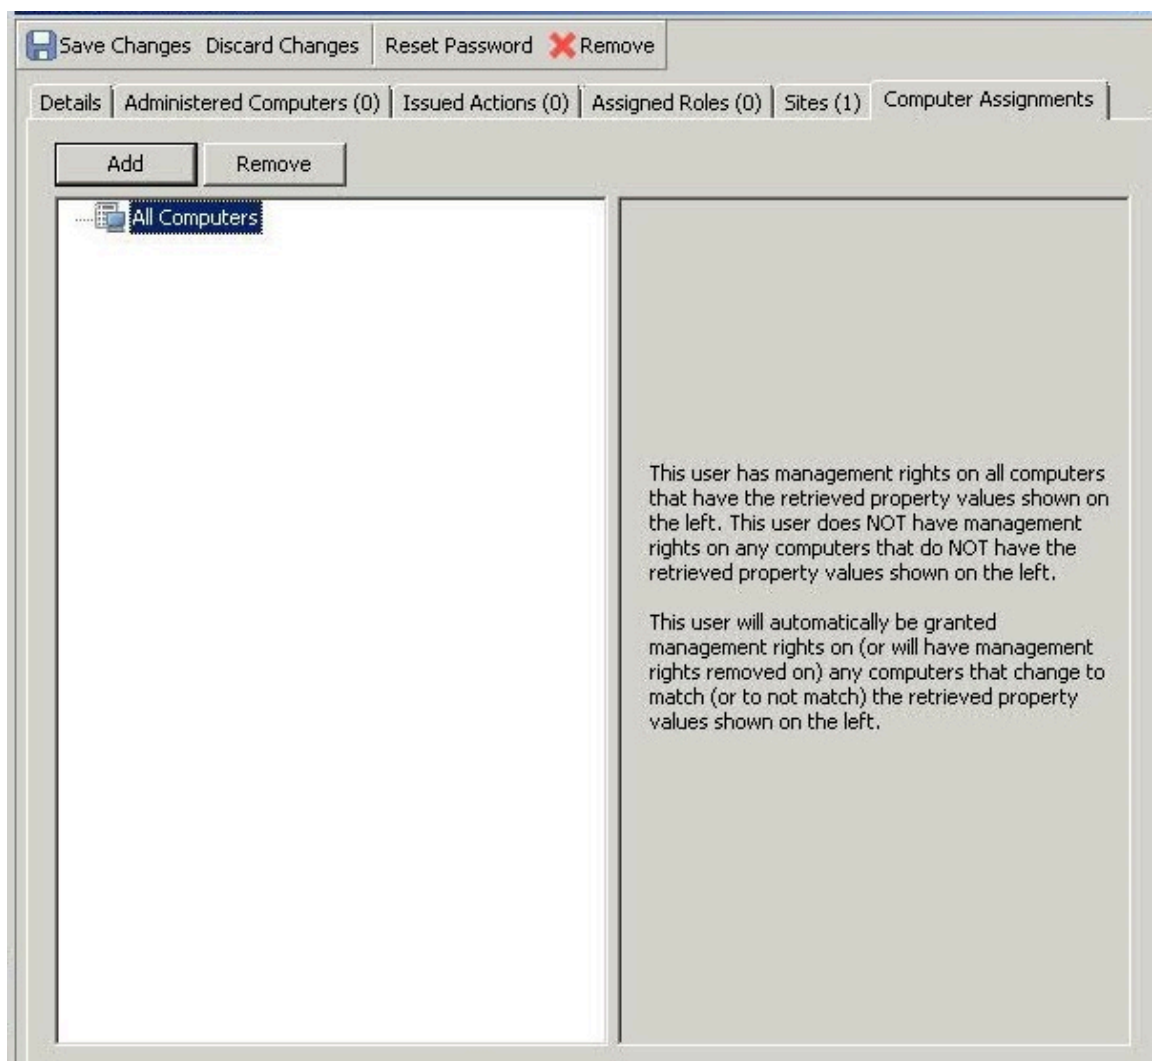 Save Changes Discard Changes Reset Password Remove
Details Administered Computers (0) Issued Actions (0) Assigned Roles (0) Sites (1) Computer Assignments
Add Remove
All Computers
This user has management rights on all computers
that have the retrieved property values shown on
the left. This user does NOT have management
rights on any computers that do NOT have the
retrieved property values shown on the left.
This user will automatically be granted
management rights on (or will have management
rights removed on) any computers that change to
match (or to not match) the retrieved property
values shown on the left.